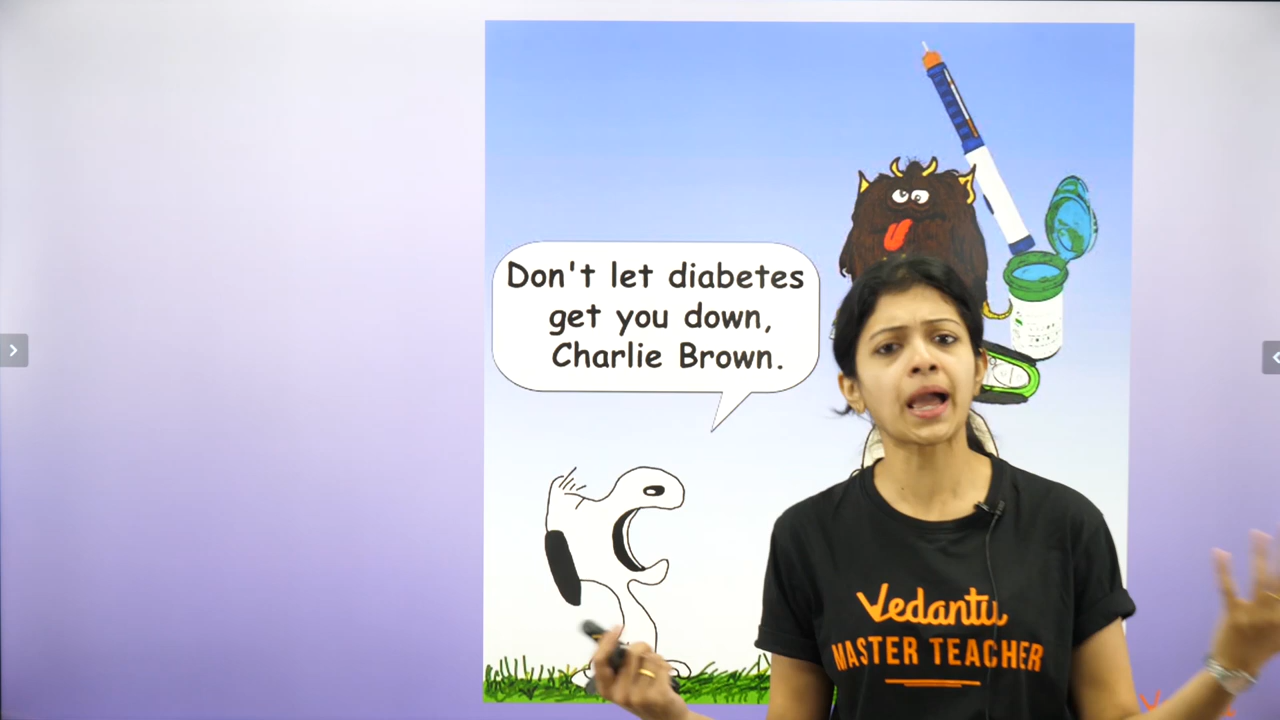 Don't let diabetes
get you down,
Charlie Brown.
Vedantu
MASTER TEACHER